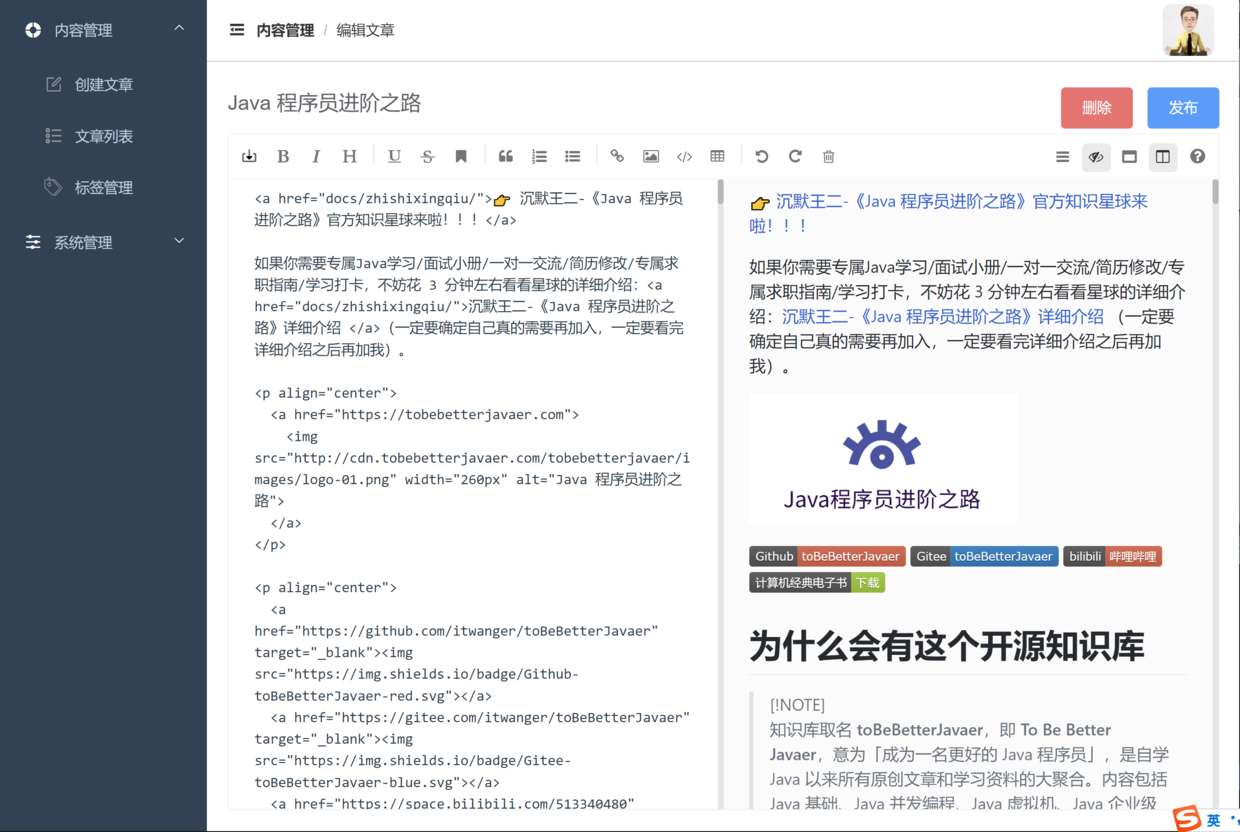 内容管理
创建文章
文章列表
标签管理
系统管理
内容管理 / 编辑文章
Java 程序员进阶之路
删除
发布
B I H U S
<a href="docs/zhishixingqiu/">👉 沉默王二-《Java 程序员
进阶之路》官方知识星球来啦！！！</a>
如果你需要专属Java学习/面试小册/一对一交流/简历修改/专属求
职指南/学习打卡，不妨花 3 分钟左右看看星球的详细介绍：<a
href="docs/zhishixingqiu/">沉默王二-《Java 程序员进阶之
路》详细介绍 </a>（一定要确定自己真的需要再加入，一定要看完
详细介绍之后再加我）。
<p align="center">
<a href="https://tobebetterjavaer.com">
<img
src="http://cdn.tobebetterjavaer.com/tobebetterjavaer/i
mages/logo-01.png" width="260px" alt="Java 程序员进阶之
路">
</a>
</p>
<p align="center">
<a
href="https://github.com/itwanger/toBeBetterJavaer"
target="_blank"><img
src="https://img.shields.io/badge/Github-
toBeBetterJavaer-red.svg"></a>
<a href="https://gitee.com/itwanger/toBeBetterJavaer"
target="_blank"><img
src="https://img.shields.io/badge/Gitee-
toBeBetterJavaer-blue.svg"></a>
<a href="https://space.bilibili.com/513340480"
👉 沉默王二-《Java 程序员进阶之路》官方知识星球来
啦！！！
如果你需要专属Java学习/面试小册/一对一交流/简历修改/专
属求职指南/学习打卡，不妨花 3 分钟左右看看星球的详细介
绍：沉默王二-《Java 程序员进阶之路》详细介绍 （一定要
确定自己真的需要再加入，一定要看完详细介绍之后再加
我）。
Java程序员进阶之路
Github toBeBetterJavaer Gitee toBeBetterJavaer bilibili 哔哩哔哩
计算机经典电子书 下载
为什么会有这个开源知识库
[!NOTE]
知识库取名 toBeBetterJavaer，即 To Be Better
Javaer，意为「成为一名更好的 Java 程序员」，是自学
Java 以来所有原创文章和学习资料的大聚合。内容包括
Java 基础、Java 并发编程、Java 虚拟机、Java 企业级
S 英